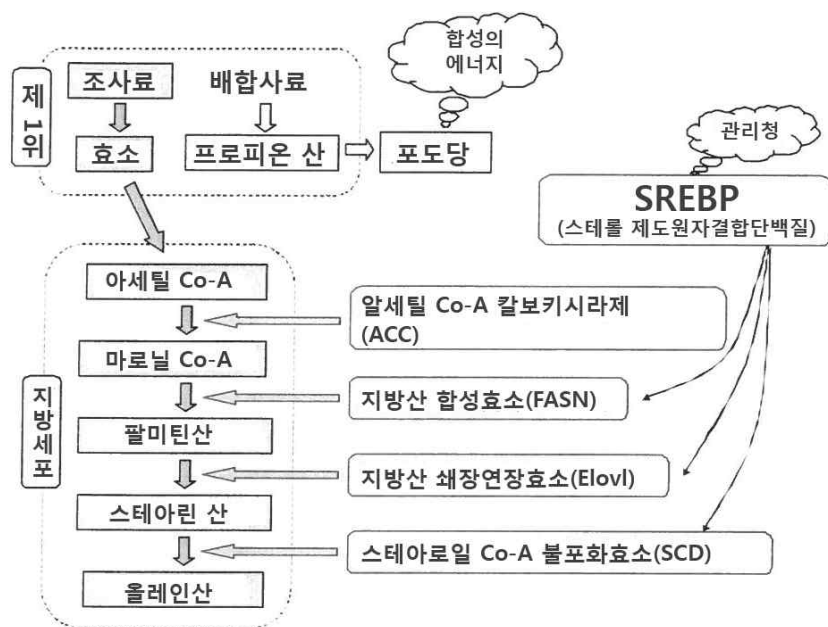 합성의
에너지
제 1위
조사료
배합사료
효소
프로피온 산
포도당
관리청
SREBP
(스테롤 제도원자결합단백질)
지방세포
아세틸 Co-A
알세틸 Co-A 칼보키시라제
(ACC)
마로닐 Co-A
지방산 합성효소(FASN)
팔미틴산
지방산 쇄장연장효소(Elovl)
스테아린 산
스테아로일 Co-A 불포화효소(SCD)
올레인산